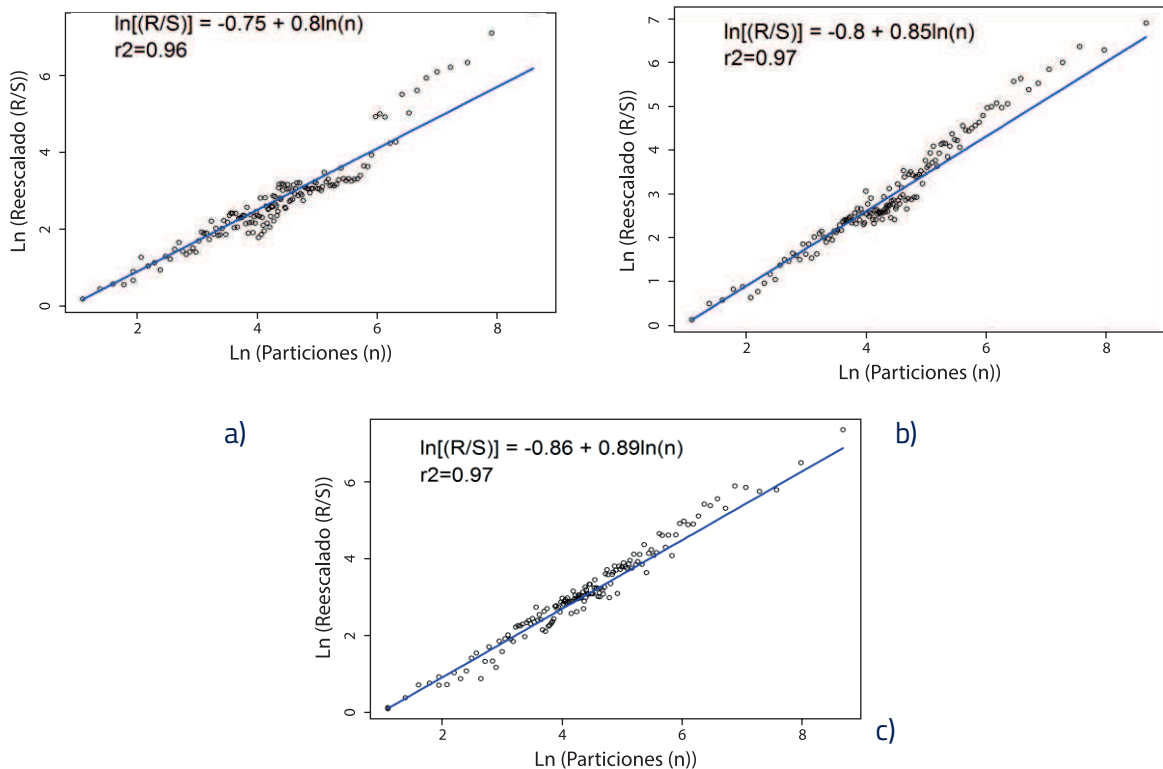 ln[(R/S)] = -0.75 + 0.8ln(n)
r2=0.96
Ln (Reescalado (R/S))
0
2
4
6
2
4
6
8
Ln (Particiones (n))
a)
ln[(R/S)] = -0.8 + 0.85ln(n)
r2=0.97
Ln (Reescalado (R/S))
0
1
2
3
4
5
6
7
2
4
6
8
Ln (Particiones (n))
b)
ln[(R/S)] = -0.86 + 0.89ln(n)
r2=0.97
Ln (Reescalado (R/S))
0
2
4
6
2
4
6
8
Ln (Particiones (n))
c)